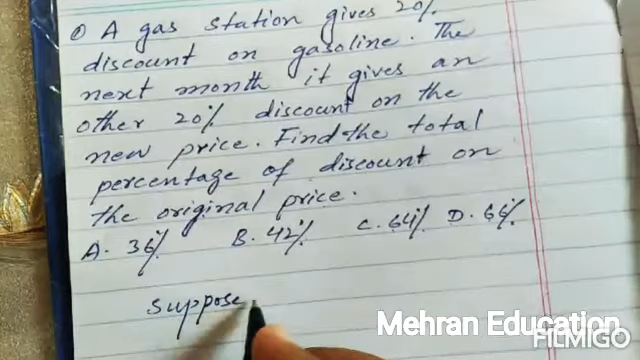 ① A gas station gives 20%
discount on gasoline. The
next month it gives an
other 20% discount on the
new price. Find the total
percentage of discount on
the original price.
A. 36% B. 42% C. 64% D. 66%
Suppose
Mehran Education
FILMIGO